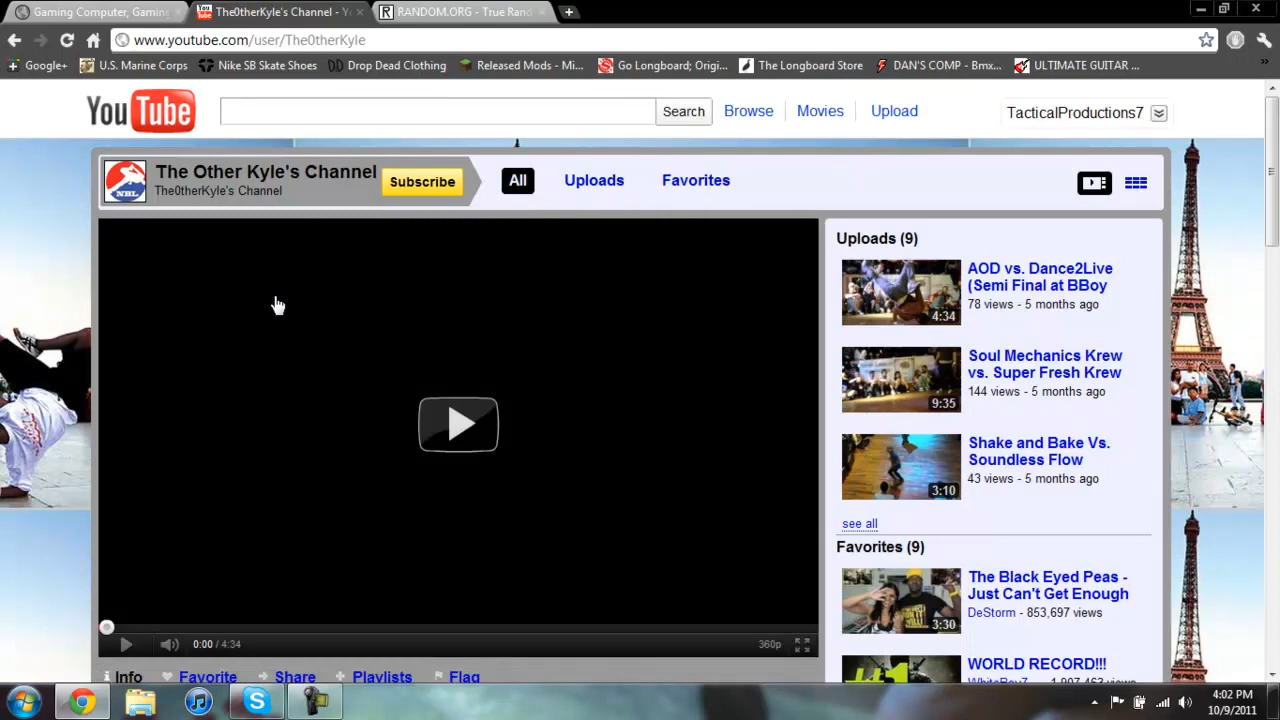 Gaming Computer, Gaming
The0therKyle's Channel - Yo
RANDOM.ORG - True Rand
www.youtube.com/user/The0therKyle
Google+
U.S. Marine Corps
Nike SB Skate Shoes
Drop Dead Clothing
Released Mods - Mi...
Go Longboard; Origi...
The Longboard Store
DAN'S COMP - Bmx...
ULTIMATE GUITAR ...
YouTube
Search
Browse
Movies
Upload
TacticalProductions7
NBL
The Other Kyle's Channel
The0therKyle's Channel
Subscribe
All
Uploads
Favorites
Uploads (9)
4:34
AOD vs. Dance2Live
(Semi Final at BBoy
78 views - 5 months ago
9:35
Soul Mechanics Krew
vs. Super Fresh Krew
144 views - 5 months ago
3:10
Shake and Bake Vs.
Soundless Flow
43 views - 5 months ago
see all
Favorites (9)
3:30
The Black Eyed Peas -
Just Can't Get Enough
DeStorm - 853,697 views
WORLD RECORD!!!
0:00 / 4:34
360p
Info
Favorite
Share
Playlists
Flag
4:02 PM
10/9/2011